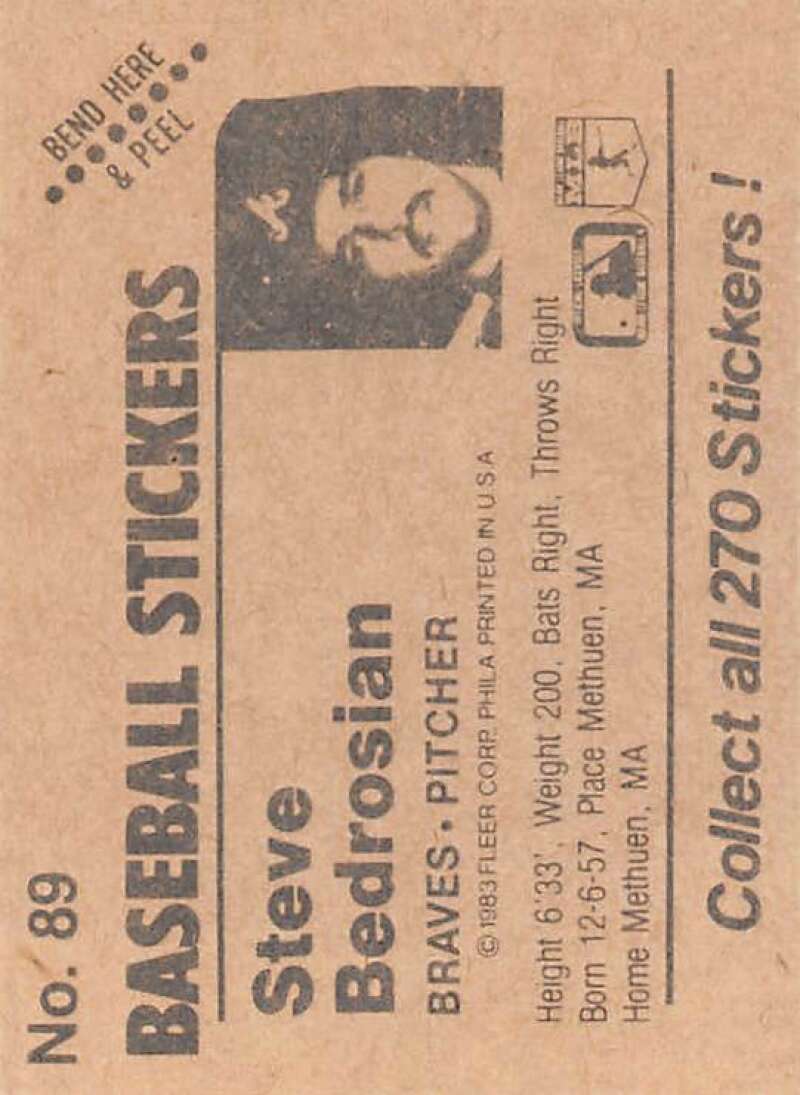 No. 89
BEND HERE
& PEEL
BASEBALL STICKERS
Steve
Bedrosian
BRAVES • PITCHER
© 1983 FLEER CORP. PHILA. PRINTED IN U S A
Height 6'33', Weight 200, Bats Right, Throws Right
Born 12-6-57, Place Methuen, MA
Home Methuen, MA
Collect all 270 Stickers !